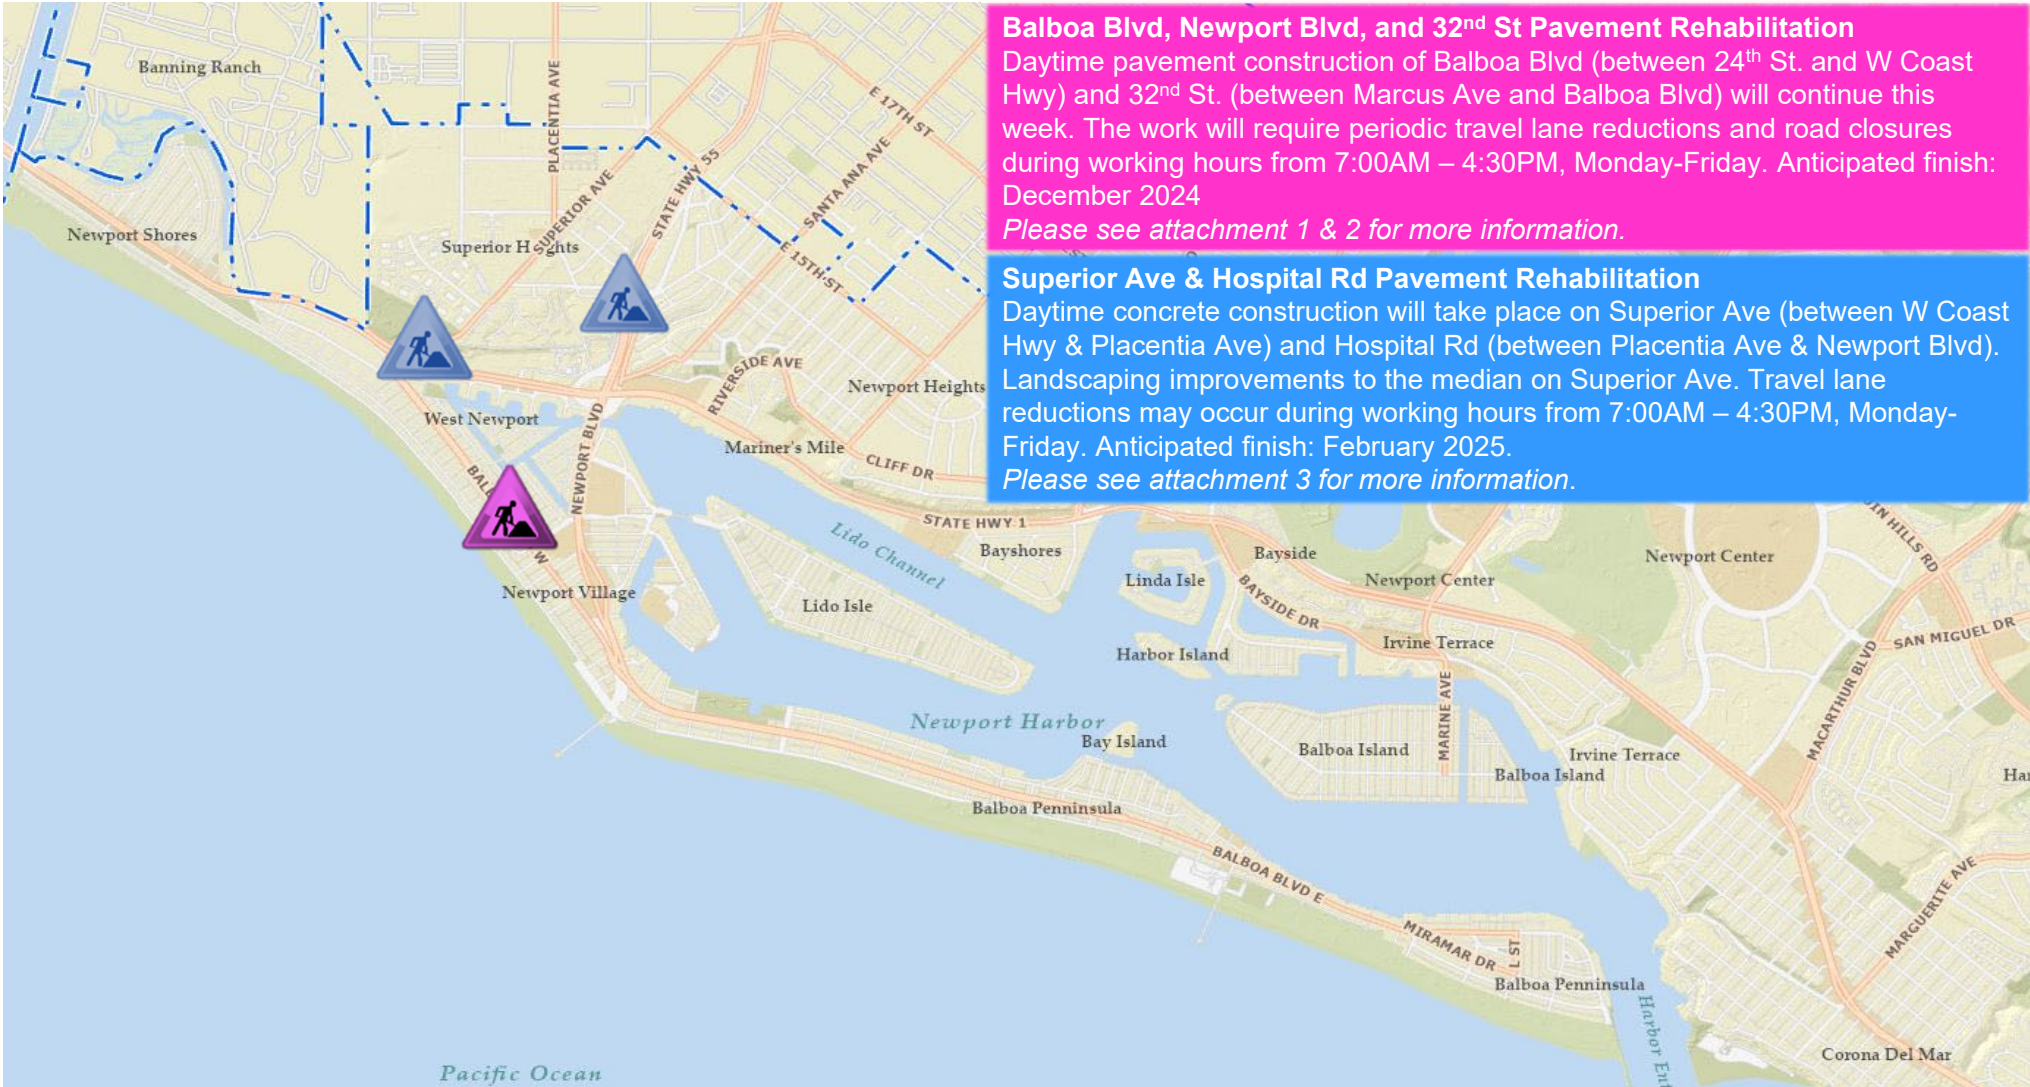 Balboa Blvd, Newport Blvd, and 32nd St Pavement Rehabilitation
Daytime pavement construction of Balboa Blvd (between 24th St. and W Coast
Hwy) and 32nd St. (between Marcus Ave and Balboa Blvd) will continue this
week. The work will require periodic travel lane reductions and road closures
during working hours from 7:00AM – 4:30PM, Monday-Friday. Anticipated finish:
December 2024
Please see attachment 1 & 2 for more information.
Superior Ave & Hospital Rd Pavement Rehabilitation
Daytime concrete construction will take place on Superior Ave (between W Coast
Hwy & Placentia Ave) and Hospital Rd (between Placentia Ave & Newport Blvd).
Landscaping improvements to the median on Superior Ave. Travel lane
reductions may occur during working hours from 7:00AM – 4:30PM, Monday-
Friday. Anticipated finish: February 2025.
Please see attachment 3 for more information.
Banning Ranch
PLACENTIA AVE
E 17TH ST
SANTA ANA AVE
STATE HWY 55
SUPERIOR AVE
Newport Shores
Superior H ghts
E 15TH ST
RIVERSIDE AVE
Newport Heights
West Newport
NEWPORT BLVD
Mariner's Mile
CLIFF DR
BAL
W
STATE HWY 1
Lido Channel
Bayshores
Bayside
Newport Center
Newport Center
IN HILLS RD
Linda Isle
BAYSIDE DR
Newport Village
Lido Isle
Irvine Terrace
SAN MIGUEL DR
Harbor Island
MARINE AVE
MACARTHUR BLVD
Newport Harbor
Bay Island
Balboa Island
Irvine Terrace
Balboa Island
Ha
Balboa Penninsula
BALBOA BLVD E
MARGUERITE AVE
MIRAMAR DR
L ST
Balboa Penninsula
Harbor Ent
Corona Del Mar
Pacific Ocean